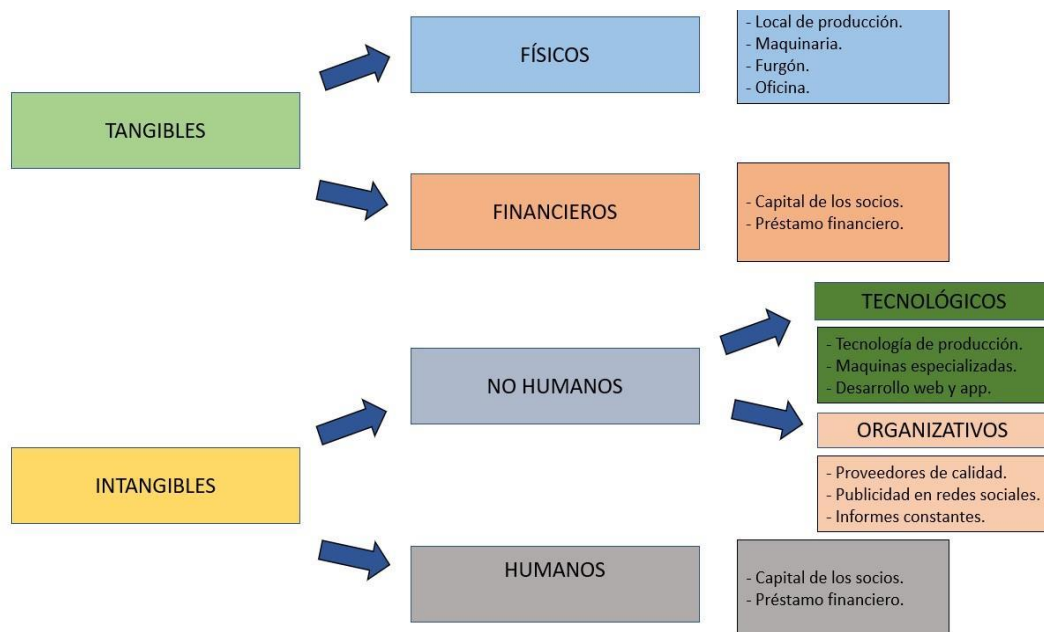 - Local de producción.
- Maquinaria.
- Furgón.
- Oficina.
FÍSICOS
TANGIBLES
FINANCIEROS
- Capital de los socios.
- Préstamo financiero.
TECNOLÓGICOS
- Tecnología de producción.
- Maquinas especializadas.
- Desarrollo web y app.
NO HUMANOS
ORGANIZATIVOS
- Proveedores de calidad.
- Publicidad en redes sociales.
- Informes constantes.
INTANGIBLES
HUMANOS
- Capital de los socios.
- Préstamo financiero.